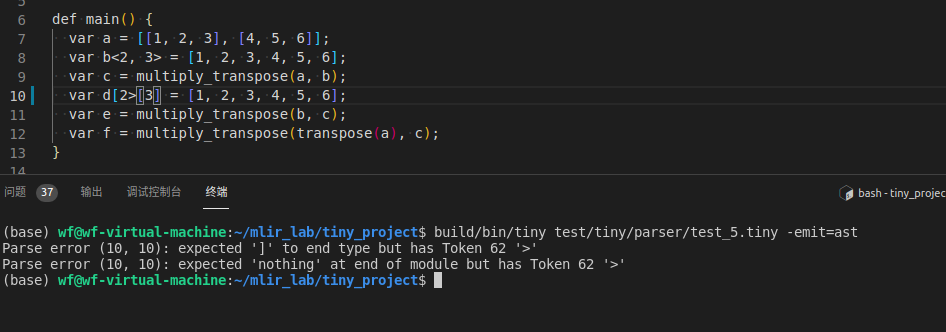 5
6 def main() {
7 var a = [[1, 2, 3], [4, 5, 6]];
8 var b<2, 3> = [1, 2, 3, 4, 5, 6];
9 var c = multiply_transpose(a, b);
10 var d[2>[3] = [1, 2, 3, 4, 5, 6];
11 var e = multiply_transpose(b, c);
12 var f = multiply_transpose(transpose(a), c);
13 }
14
问题 37 输出 调试控制台 终端 bash - tiny_projec
(base) wf@wf-virtual-machine:~/mlir_lab/tiny_project$ build/bin/tiny test/tiny/parser/test_5.tiny -emit=ast
Parse error (10, 10): expected ']' to end type but has Token 62 '>'
Parse error (10, 10): expected 'nothing' at end of module but has Token 62 '>'
(base) wf@wf-virtual-machine:~/mlir_lab/tiny_project$